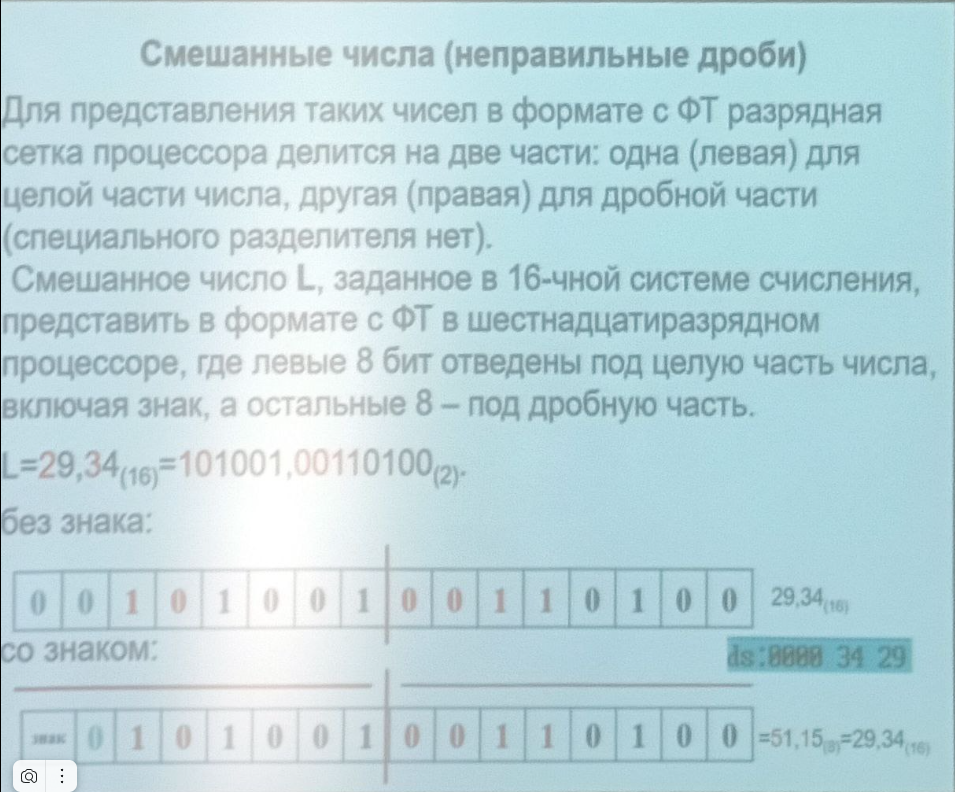 Смешанные числа (неправильные дроби)
Для представления таких чисел в формате с ФТ разрядная
сетка процессора делится на две части: одна (левая) для
целой части числа, другая (правая) для дробной части
(специального разделителя нет).
Смешанное число L, заданное в 16-чной системе счисления,
представить в формате с ФТ в шестнадцатиразрядном
процессоре, где левые 8 бит отведены под целую часть числа,
включая знак, а остальные 8 – под дробную часть.
L=29,34(16)=101001,00110100(2).
без знака:
0 0 1 0 1 0 0 1 0 0 1 1 0 1 0 0 29,34(16)
со знаком:
ds:0000 34 29
знак 0 1 0 1 0 0 1 0 0 1 1 0 1 0 0 =51,15(8)=29,34(16)